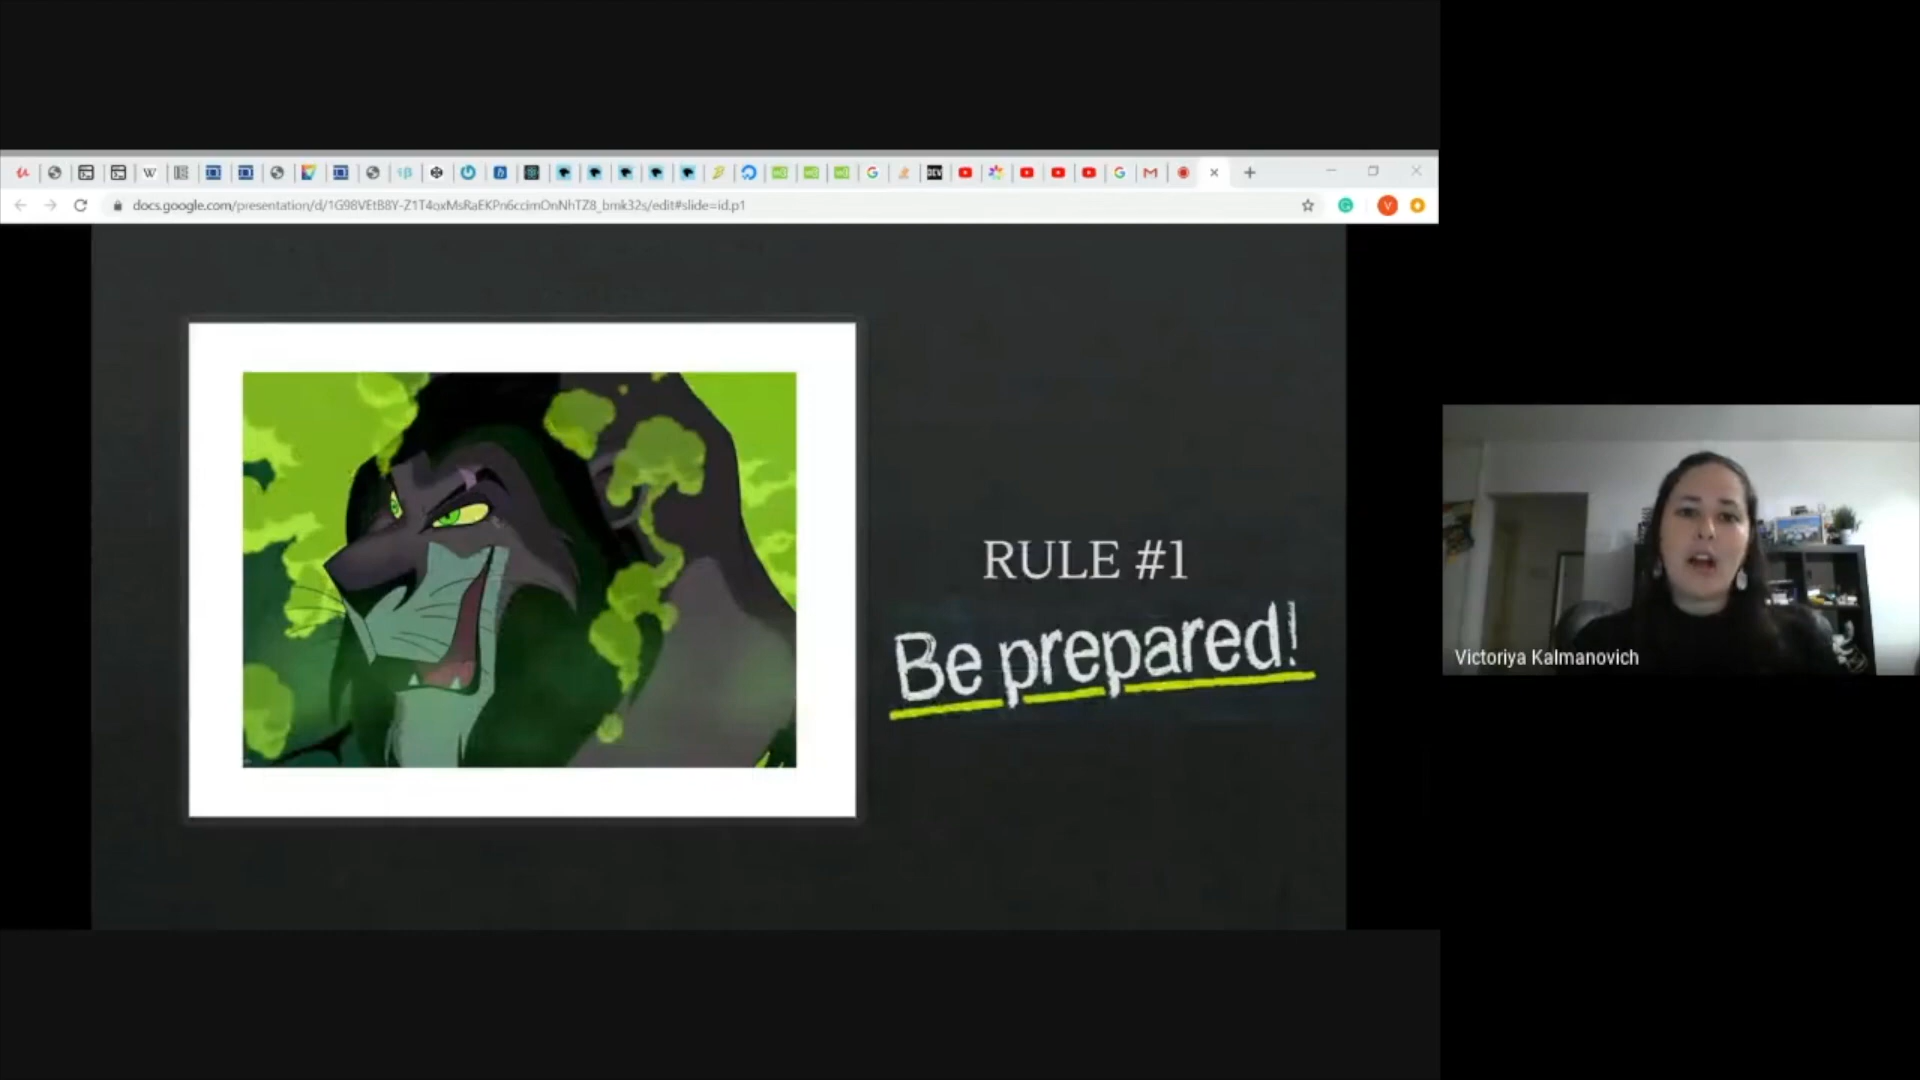 docs.google.com/presentation/d/1G98VEtB8Y-Z1T4oxMsRaEKPn6ccimOnNhTZ8_bmk32s/edit#slide=id.p1
RULE #1
Be prepared!
Victoriya Kalmanovich